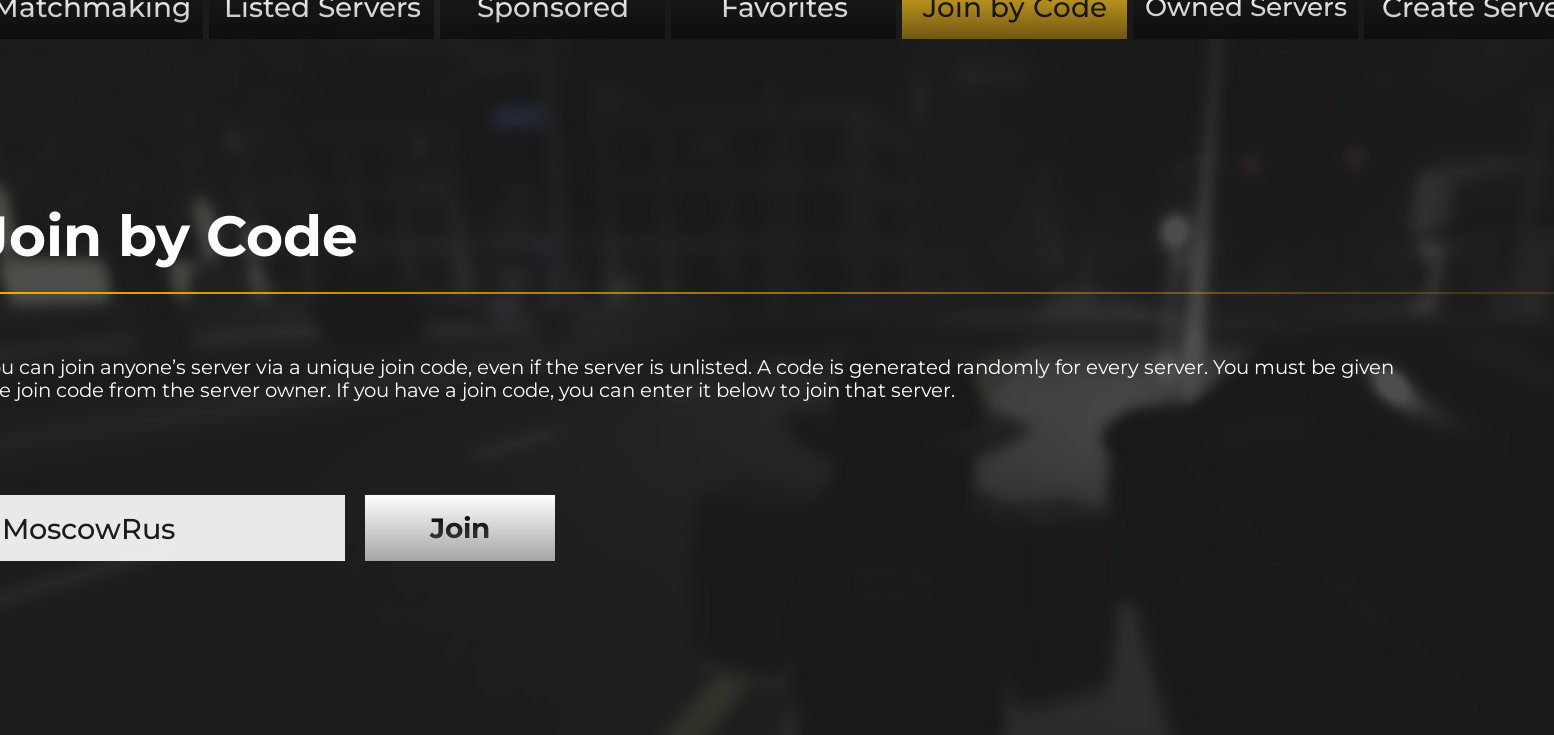 Matchmaking
Listed Servers
Sponsored
Favorites
Join by Code
Owned Servers
Create Serve
Join by Code
ou can join anyone’s server via a unique join code, even if the server is unlisted. A code is generated randomly for every server. You must be given
e join code from the server owner. If you have a join code, you can enter it below to join that server.
MoscowRus
Join